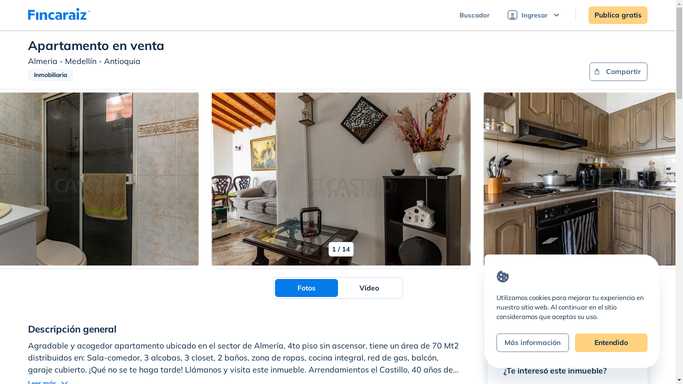 Fincaraiz
Buscador
Ingresar
Publica gratis
Apartamento en venta
Almeria - Medellín - Antioquia
Inmobiliaria
Compartir
EL CASTILLO
1 / 14
Fotos
Video
Descripción general
Agradable y acogedor apartamento ubicado en el sector de Almería, 4to piso sin ascensor, tiene un área de 70 Mt2
distribuidos en: Sala-comedor, 3 alcobas, 3 closet, 2 baños, zona de ropas, cocina integral, red de gas, balcón,
garaje cubierto. ¡Qué no se te haga tarde! Llámanos y visita este inmueble. Arrendamientos el Castillo, 40 años de...
Leer más
Utilizamos cookies para mejorar tu experiencia en
nuestro sitio web. Al continuar en el sitio
consideramos que aceptas su uso.
Más información
Entendido
¿Te interesó este inmueble?